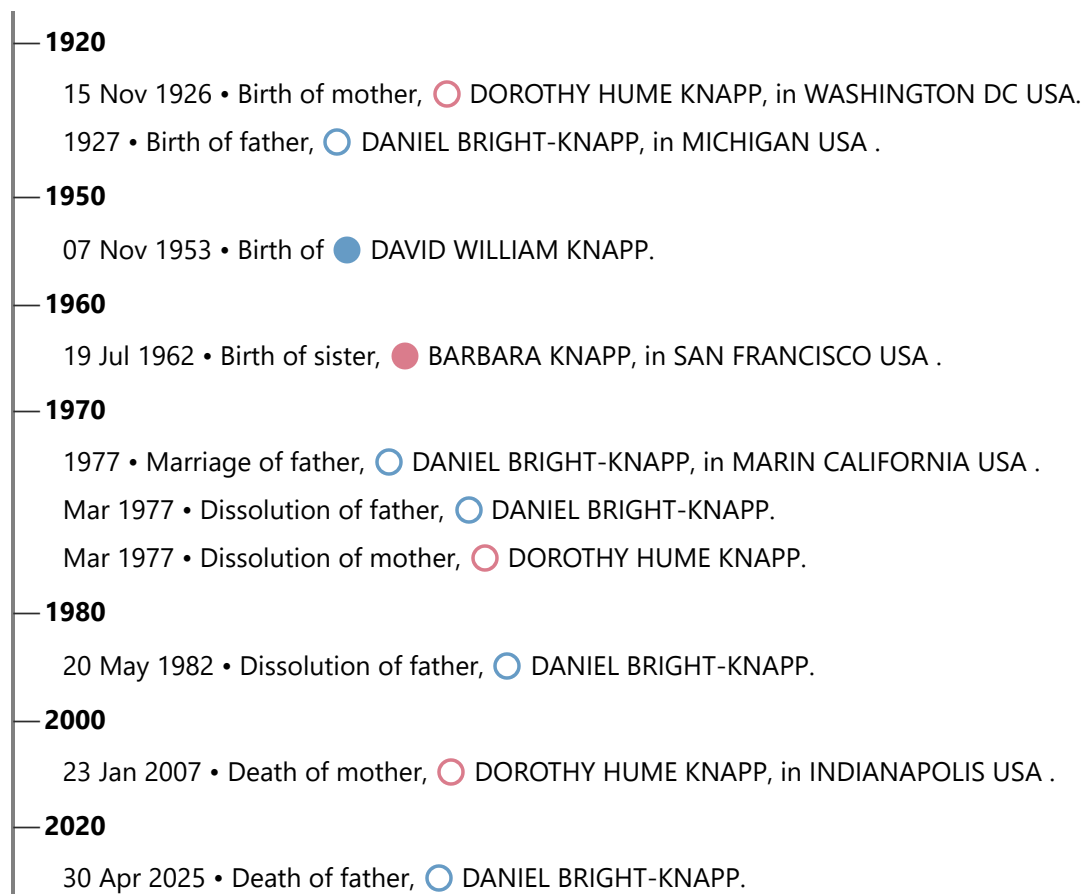 1920
15 Nov 1926 • Birth of mother, DOROTHY HUME KNAPP, in WASHINGTON DC USA.
1927 • Birth of father, DANIEL BRIGHT-KNAPP, in MICHIGAN USA .
1950
07 Nov 1953 • Birth of DAVID WILLIAM KNAPP.
1960
19 Jul 1962 • Birth of sister, BARBARA KNAPP, in SAN FRANCISCO USA .
1970
1977 • Marriage of father, DANIEL BRIGHT-KNAPP, in MARIN CALIFORNIA USA .
Mar 1977 • Dissolution of father, DANIEL BRIGHT-KNAPP.
Mar 1977 • Dissolution of mother, DOROTHY HUME KNAPP.
1980
20 May 1982 • Dissolution of father, DANIEL BRIGHT-KNAPP.
2000
23 Jan 2007 • Death of mother, DOROTHY HUME KNAPP, in INDIANAPOLIS USA .
2020
30 Apr 2025 • Death of father, DANIEL BRIGHT-KNAPP.